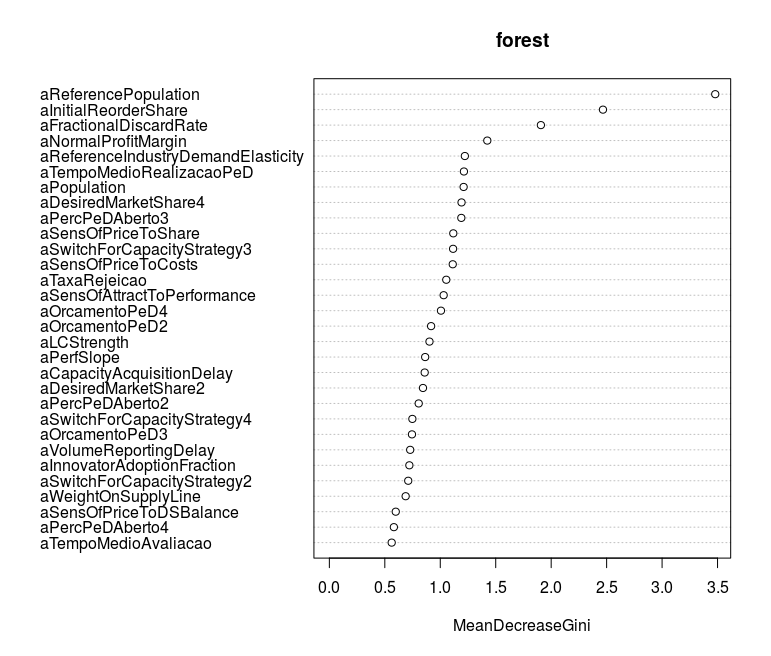 forest
aReferencePopulation
aInitialReorderShare
aFractionalDiscardRate
aNormalProfitMargin
aReferenceIndustryDemandElasticity
aTempoMedioRealizacaoPeD
aPopulation
aDesiredMarketShare4
aPercPeDAberto3
aSensOfPriceToShare
aSwitchForCapacityStrategy3
aSensOfPriceToCosts
aTaxaRejeicao
aSensOfAttractToPerformance
aOrcamentoPeD4
aOrcamentoPeD2
aLCStrength
aPerfSlope
aCapacityAcquisitionDelay
aDesiredMarketShare2
aPercPeDAberto2
aSwitchForCapacityStrategy4
aOrcamentoPeD3
aVolumeReportingDelay
aInnovatorAdoptionFraction
aSwitchForCapacityStrategy2
aWeightOnSupplyLine
aSensOfPriceToDSBalance
aPercPeDAberto4
aTempoMedioAvaliacao
0.0 0.5 1.0 1.5 2.0 2.5 3.0 3.5
MeanDecreaseGini